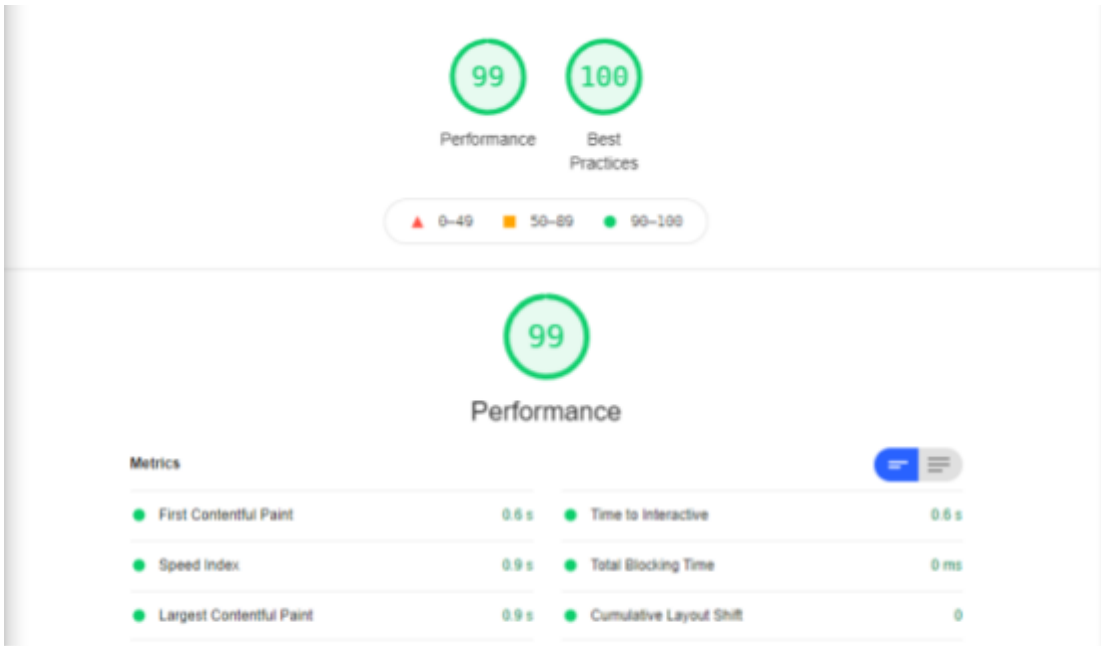 99 100
Performance Best
Practices
0–49 50–89 90–100
99
Performance
Metrics
First Contentful Paint 0.6 s Time to Interactive 0.6 s
Speed Index 0.9 s Total Blocking Time 0 ms
Largest Contentful Paint 0.9 s Cumulative Layout Shift 0